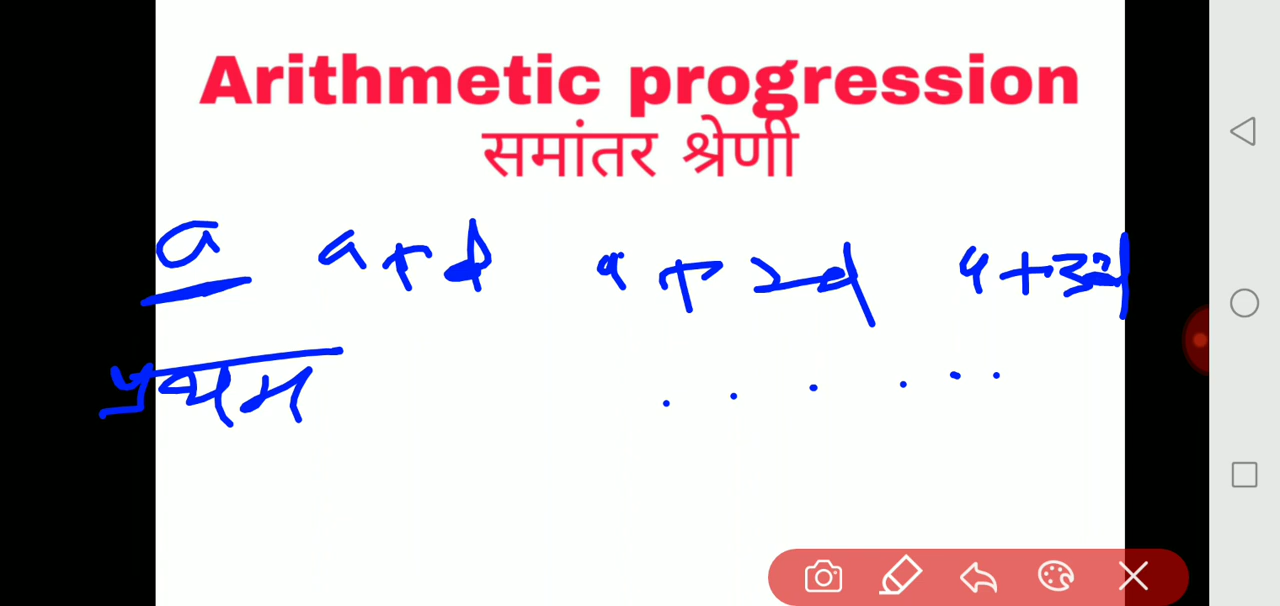 Arithmetic progression
समांतर श्रेणी
a a+d a+2d a+3d
प्रथम
. . . . . .